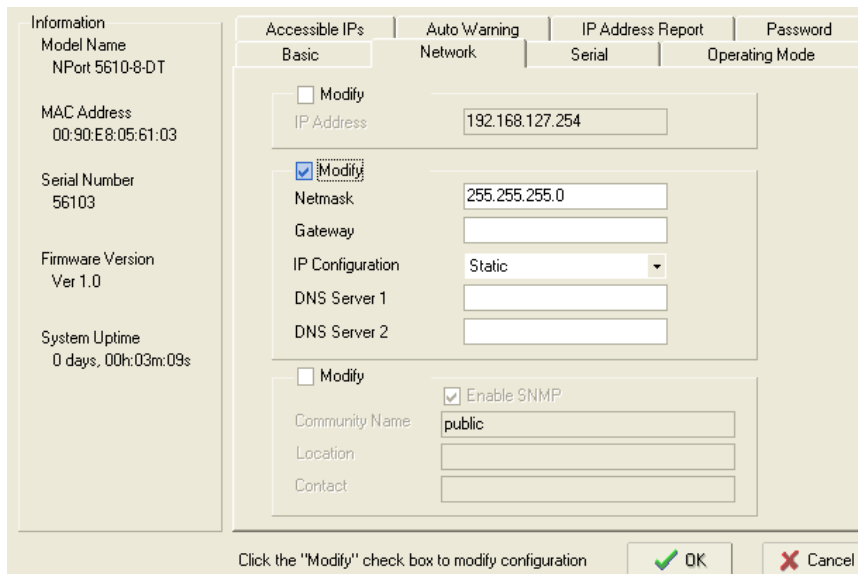 Information
Model Name
NPort 5610-8-DT
MAC Address
00:90:E8:05:61:03
Serial Number
56103
Firmware Version
Ver 1.0
System Uptime
0 days, 00h:03m:09s
Accessible IPs
Auto Warning
IP Address Report
Password
Basic
Network
Serial
Operating Mode
Modify
IP Address 192.168.127.254
Modify
Netmask 255.255.255.0
Gateway
IP Configuration Static
DNS Server 1
DNS Server 2
Modify
Enable SNMP
Community Name public
Location
Contact
Click the "Modify" check box to modify configuration
OK
Cancel